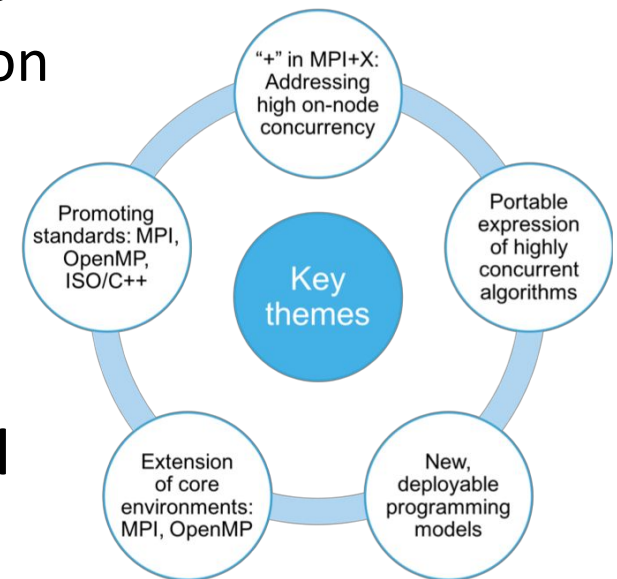 on
“+” in MPI+X:
Addressing
high on-node
concurrency
Portable
expression
of highly
concurrent
algorithms
New,
deployable
programming
models
Extension
of core
environments:
MPI, OpenMP
Promoting
standards: MPI,
OpenMP,
ISO/C++
Key
themes